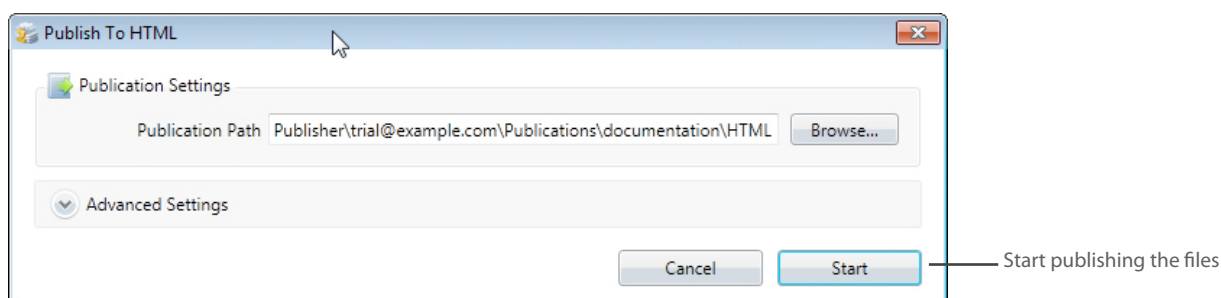 Publish To HTML
Publication Settings
Publication Path Publisher\trial@example.com\Publications\documentation\HTML Browse...
Advanced Settings
Cancel Start Start publishing the files